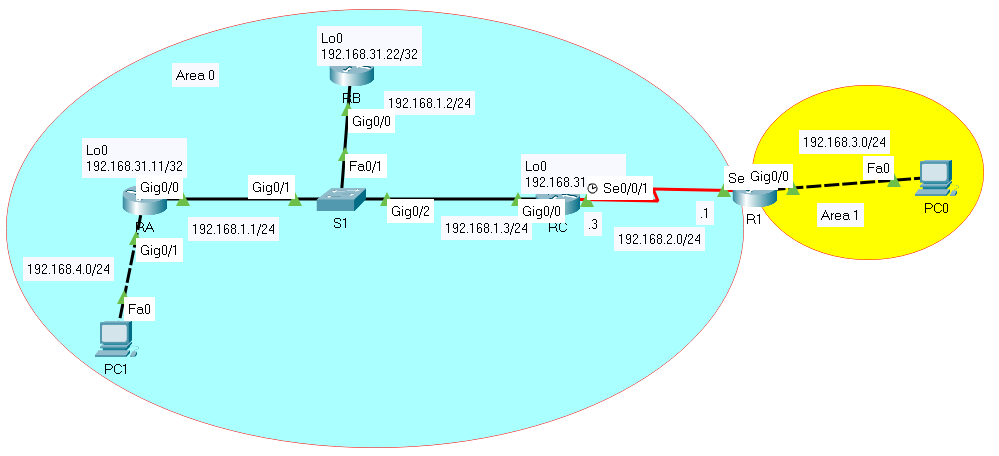 Lo0
192.168.31.22/32
Area 0
RB
192.168.1.2/24
Gig0/0
Lo0
192.168.31.11/32
Fa0/1
192.168.3.0/24
Lo0
192.168.31
Gig0/0
Gig0/1
Se0/0/1
Se
Gig0/0
Fa0
S1
Gig0/2
Gig0/0
PC0
RA
192.168.1.1/24
192.168.1.3/24
RC
.3
.1
R1
Area 1
192.168.2.0/24
Gig0/1
192.168.4.0/24
Fa0
PC1